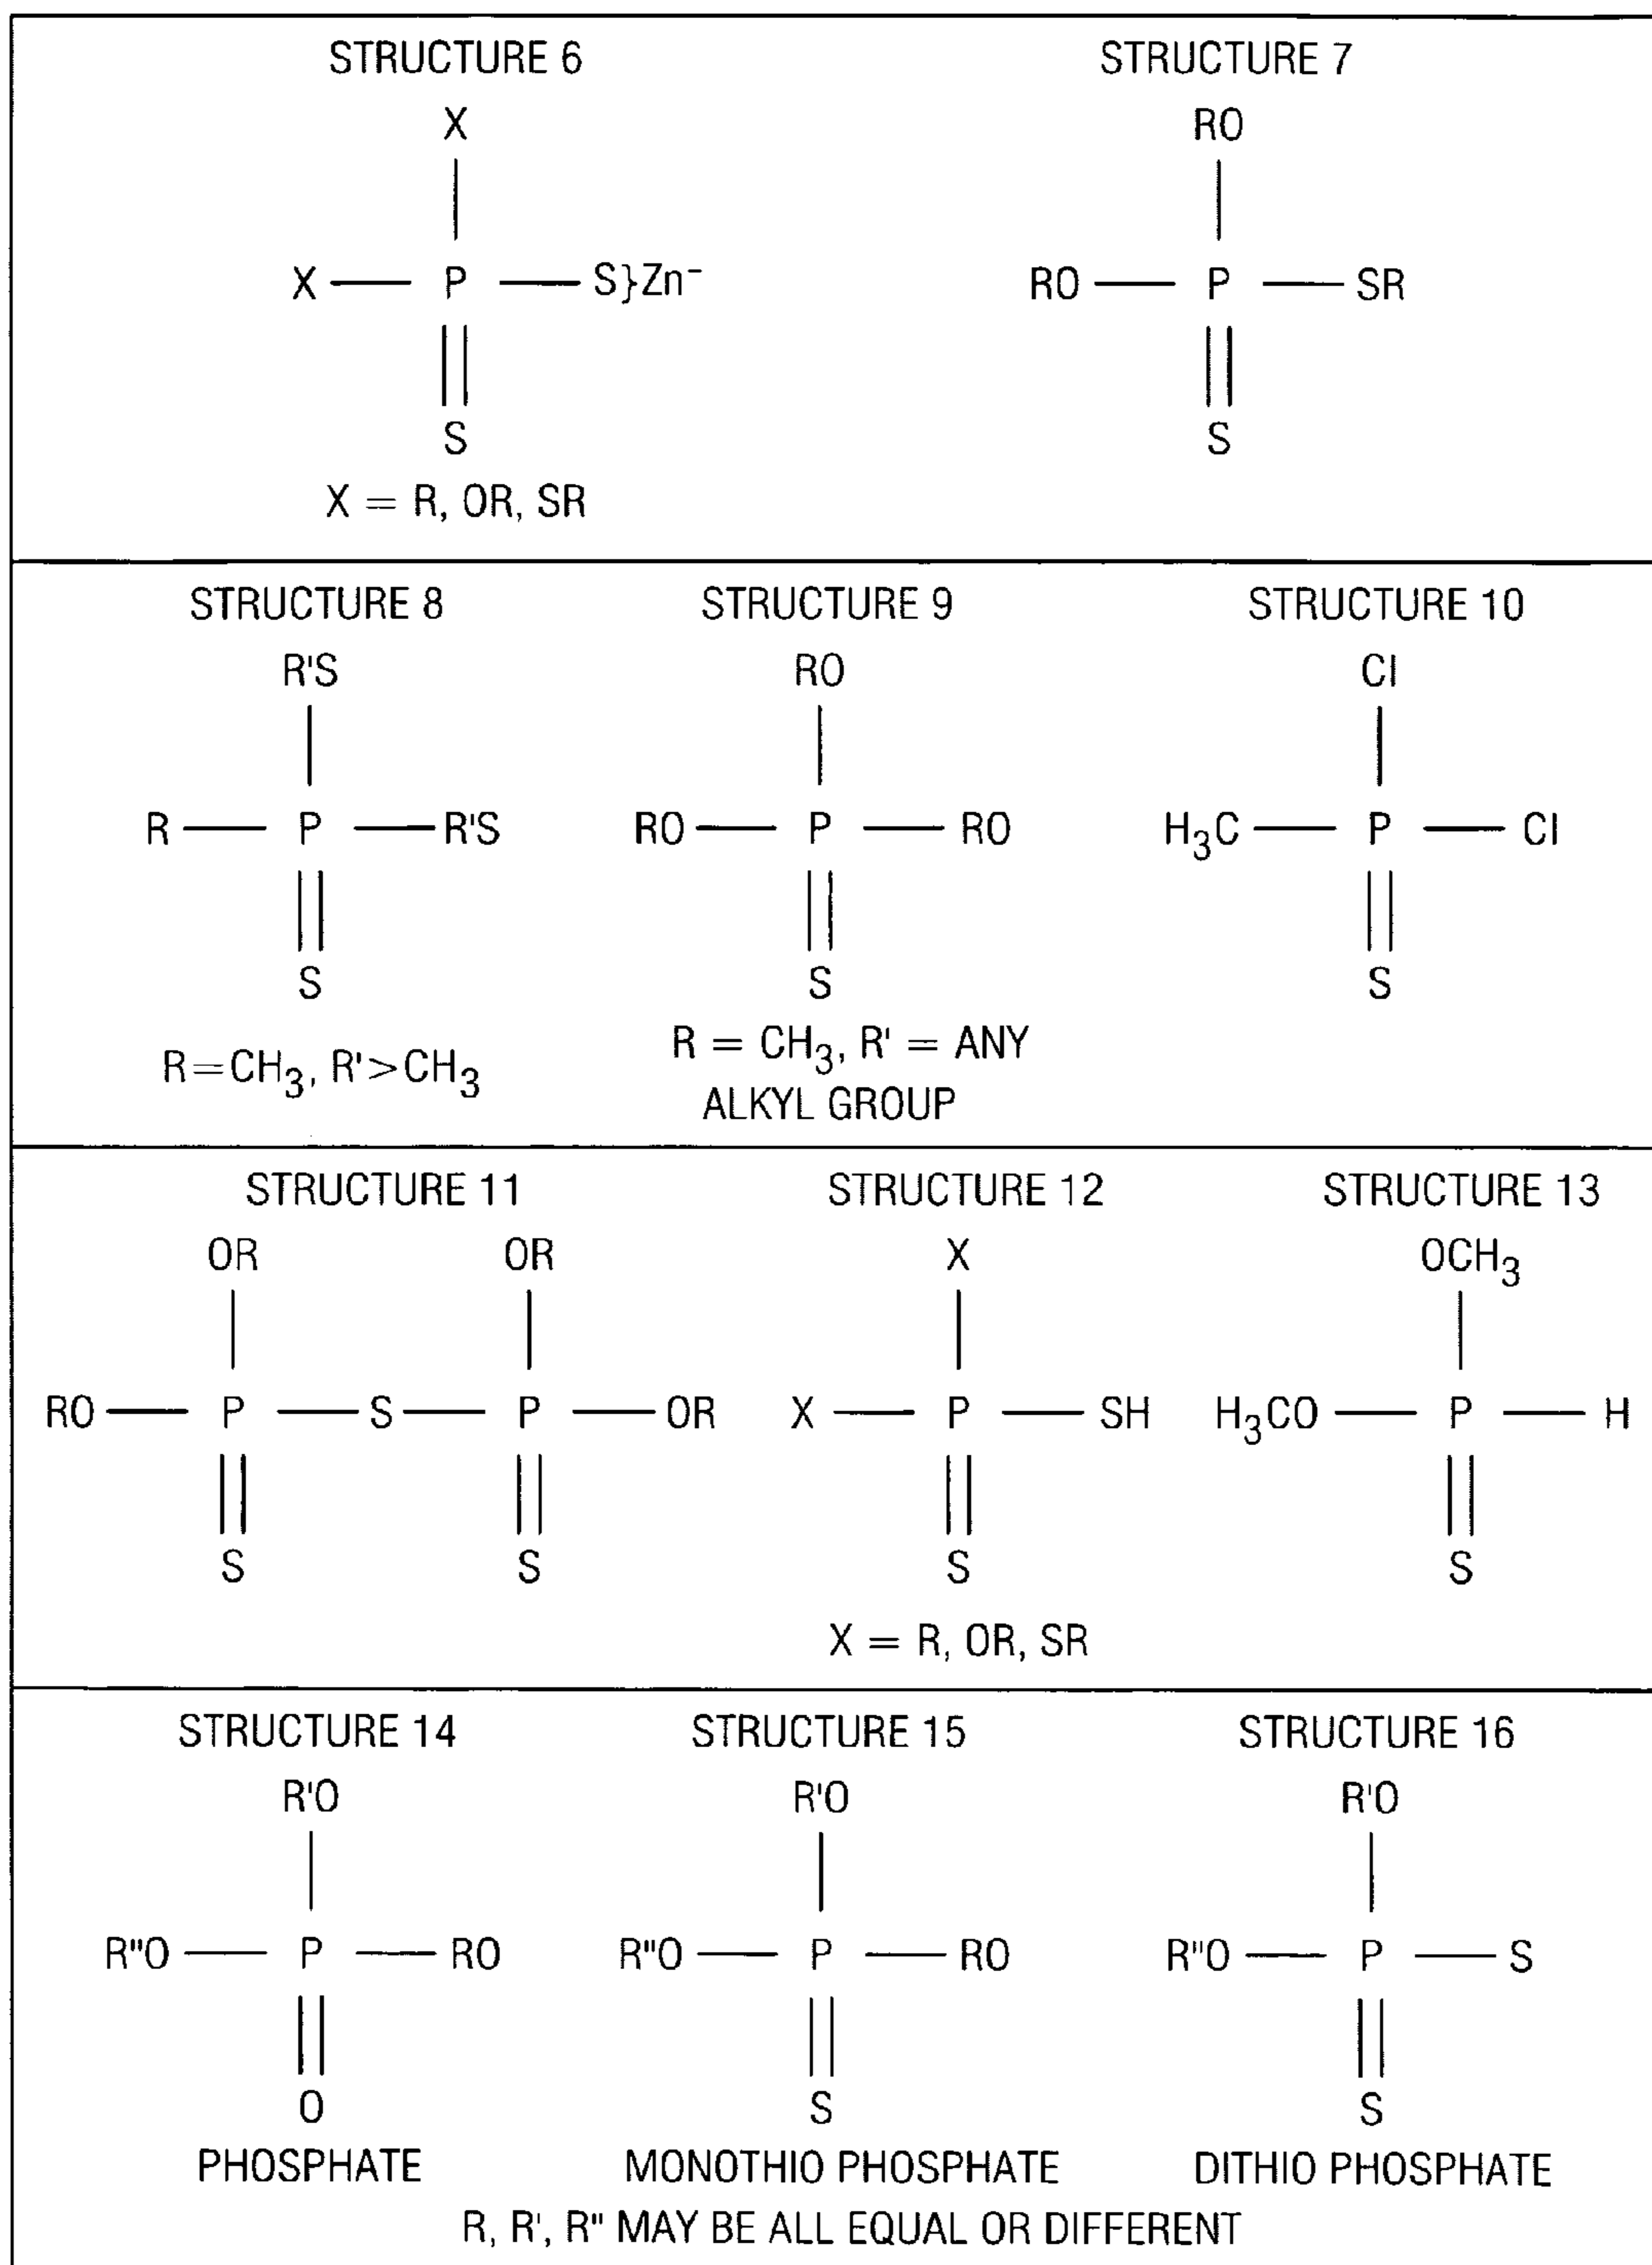 STRUCTURE 6 STRUCTURE 7
X RO
X P S}Zn⁻ RO P SR
S S
X = R, OR, SR
STRUCTURE 8 STRUCTURE 9 STRUCTURE 10
R'S RO Cl
R P R'S RO P RO H₃C P Cl
S S S
R=CH₃, R'>CH₃ R = CH₃, R' = ANY
ALKYL GROUP
STRUCTURE 11 STRUCTURE 12 STRUCTURE 13
OR OR X OCH₃
RO P S P OR X P SH H₃CO P H
S S S S
X = R, OR, SR
STRUCTURE 14 STRUCTURE 15 STRUCTURE 16
R'O R'O R'O
R"O P RO R"O P RO R"O P S
O S S
PHOSPHATE MONOTHIO PHOSPHATE DITHIO PHOSPHATE
R, R', R" MAY BE ALL EQUAL OR DIFFERENT